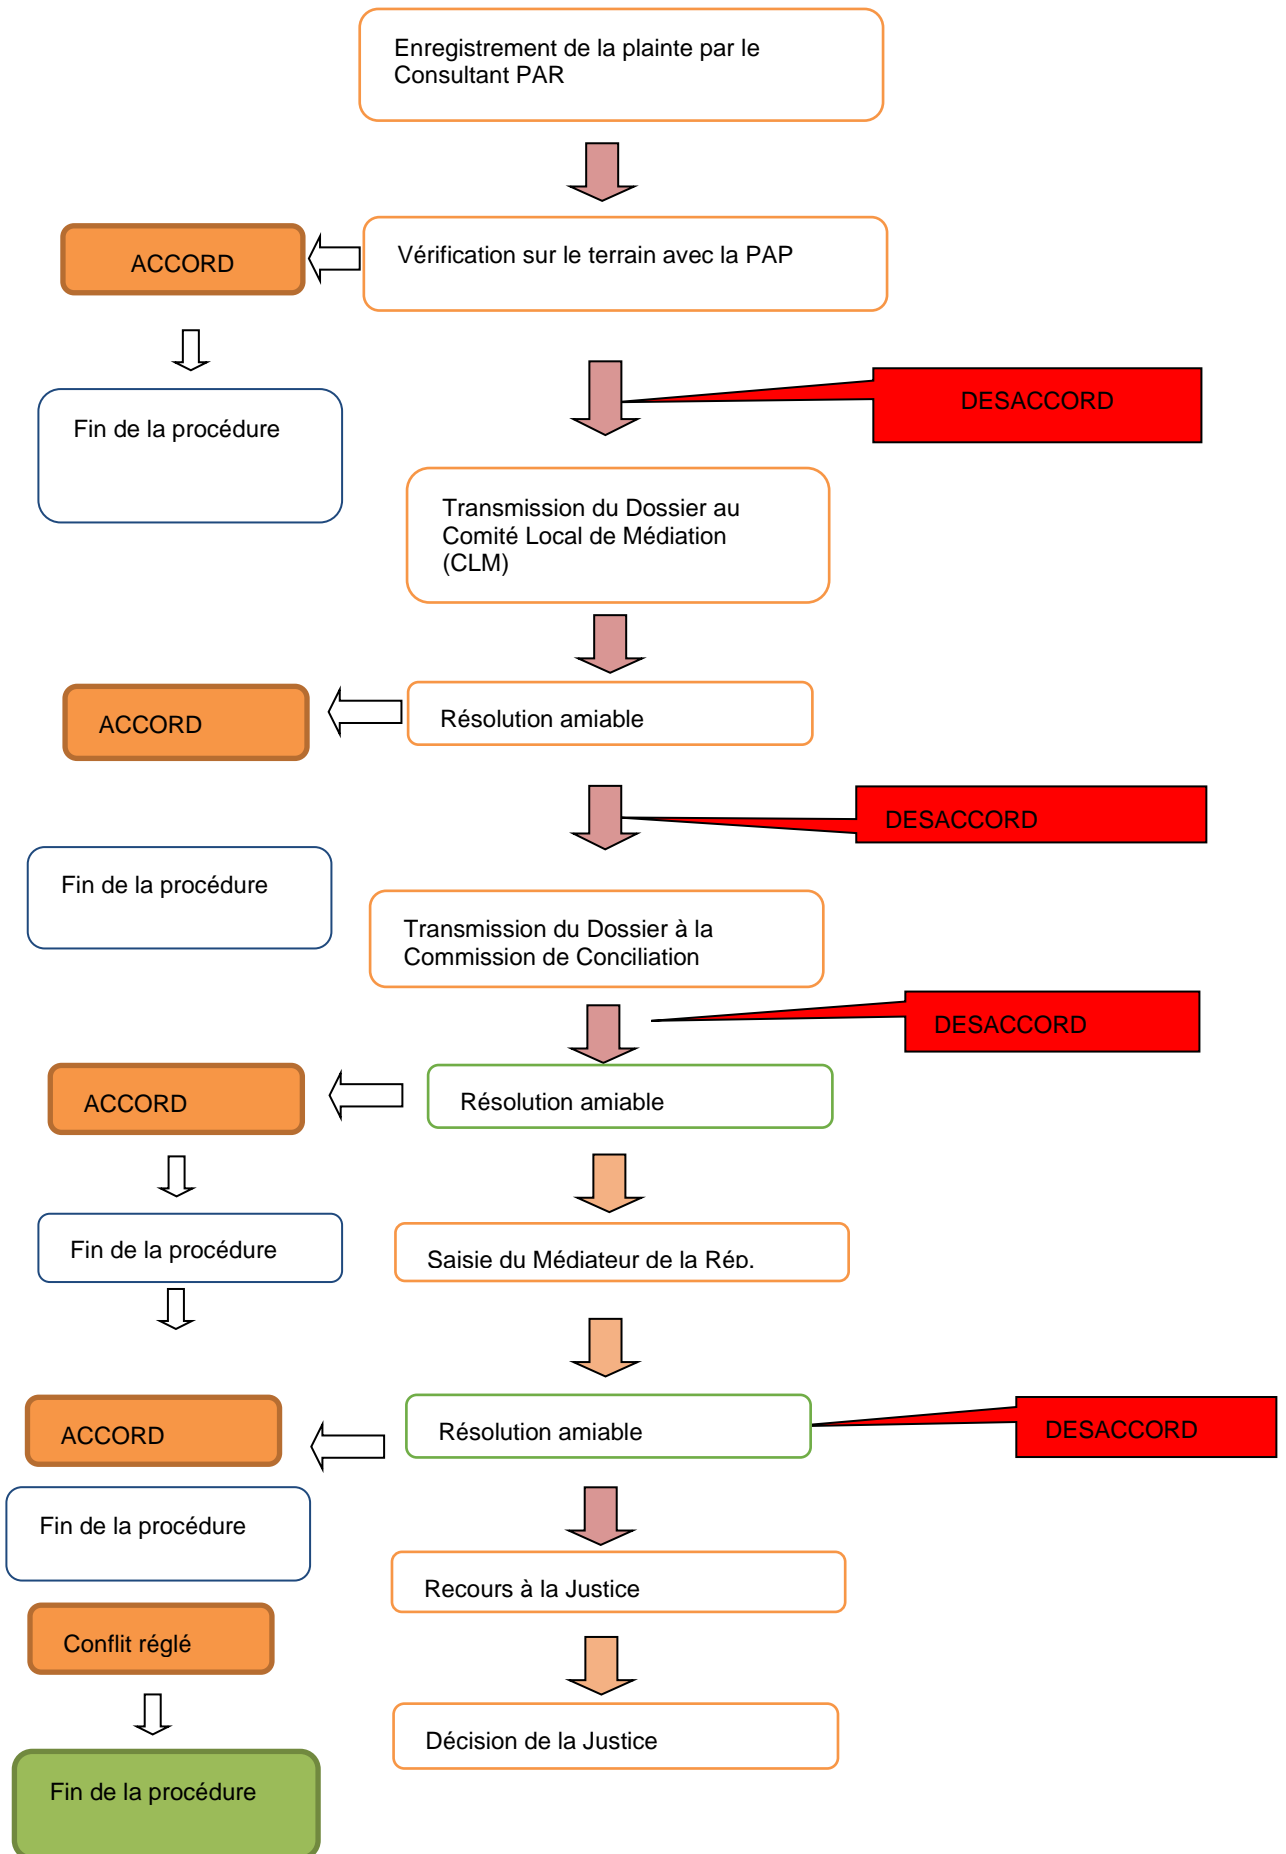 Enregistrement de la plainte par le
Consultant PAR
ACCORD
Vérification sur le terrain avec la PAP
DESACCORD
Fin de la procédure
Transmission du Dossier au
Comité Local de Médiation
(CLM)
ACCORD
Résolution amiable
DESACCORD
Fin de la procédure
Transmission du Dossier à la
Commission de Conciliation
DESACCORD
ACCORD
Résolution amiable
Fin de la procédure
Saisie du Médiateur de la Rép.
ACCORD
Résolution amiable
DESACCORD
Fin de la procédure
Recours à la Justice
Conflit réglé
Décision de la Justice
Fin de la procédure